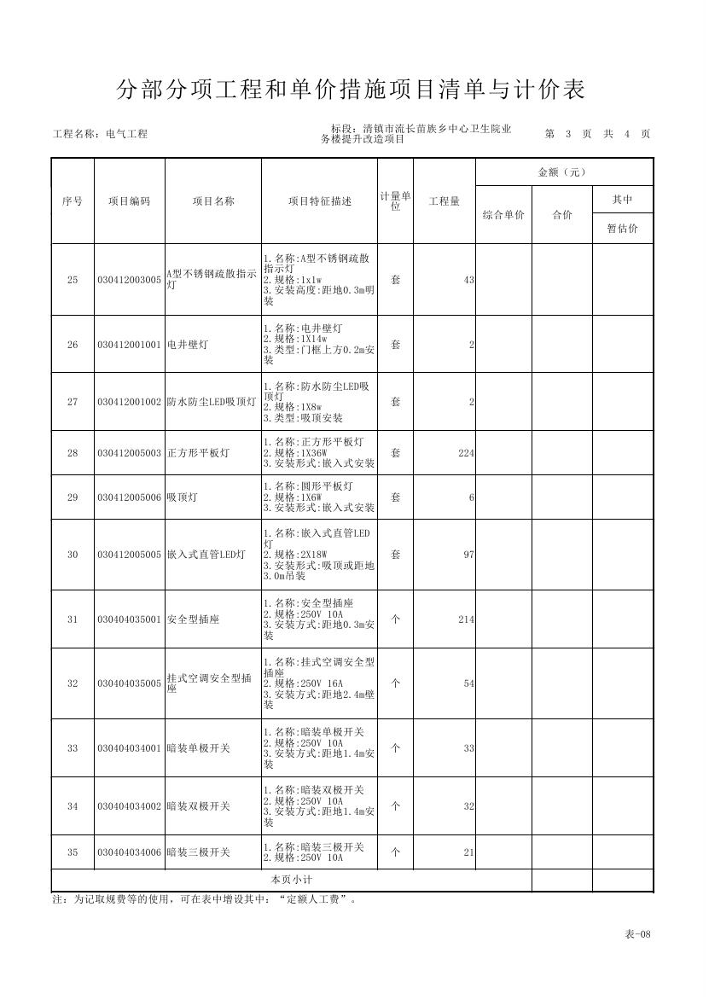 分部分项工程和单价措施项目清单与计价表
工程名称：电气工程
标段：清镇市流长苗族乡中心卫生院业
务楼提升改造项目
第 3 页 共 4 页
序号 项目编码 项目名称 项目特征描述 计量单位 工程量 金额（元）
综合单价 合价 其中
暂估价
25 030412003005 A型不锈钢疏散指示灯 1.名称:A型不锈钢疏散
指示灯
2.规格:1x1w
3.安装高度:距地0.3m明
装
套 43
26 030412001001 电井壁灯 1.名称:电井壁灯
2.规格:1X14w
3.类型:门框上方0.2m安
装
套 2
27 030412001002 防水防尘LED吸顶灯 1.名称:防水防尘LED吸
顶灯
2.规格:1X8w
3.类型:吸顶安装
套 2
28 030412005003 正方形平板灯 1.名称:正方形平板灯
2.规格:1X36W
3.安装形式:嵌入式安装
套 224
29 030412005006 吸顶灯 1.名称:圆形平板灯
2.规格:1X6W
3.安装形式:嵌入式安装
套 6
30 030412005005 嵌入式直管LED灯 1.名称:嵌入式直管LED
灯
2.规格:2X18W
3.安装形式:吸顶或距地
3.0m吊装
套 97
31 030404035001 安全型插座 1.名称:安全型插座
2.规格:250V 10A
3.安装方式:距地0.3m安
装
个 214
32 030404035005 挂式空调安全型插座 1.名称:挂式空调安全型
插座
2.规格:250V 16A
3.安装方式:距地2.4m壁
装
个 54
33 030404034001 暗装单极开关 1.名称:暗装单极开关
2.规格:250V 10A
3.安装方式:距地1.4m安
装
个 33
34 030404034002 暗装双极开关 1.名称:暗装双极开关
2.规格:250V 10A
3.安装方式:距地1.4m安
装
个 32
35 030404034006 暗装三极开关 1.名称:暗装三极开关
2.规格:250V 10A
个 21
本页小计
注：为记取规费等的使用，可在表中增设其中：“定额人工费”。
表-08